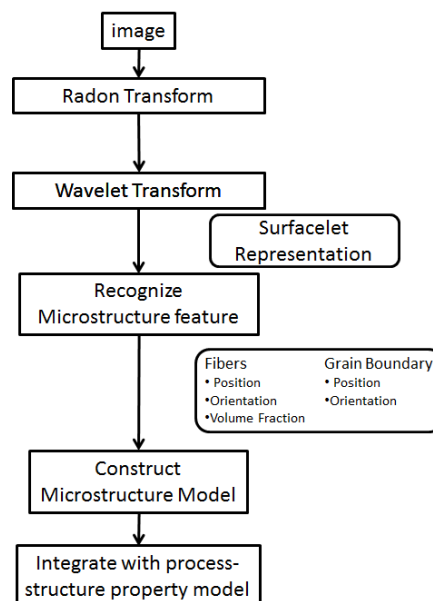 image
Radon Transform
Wavelet Transform
Surfacelet
Representation
Recognize
Microstructure feature
Fibers
• Position
•Orientation
•Volume Fraction
Grain Boundary
• Position
•Orientation
Construct
Microstructure Model
Integrate with process-
structure property model